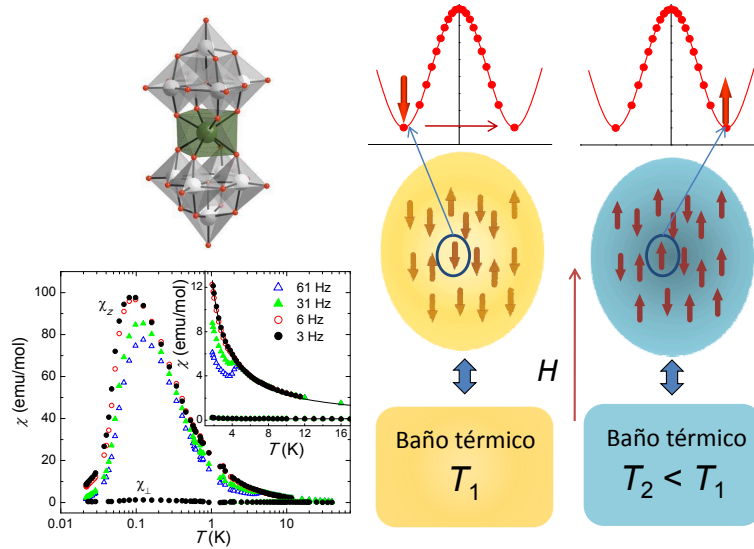 100
80
60
40
20
0
χ (emu/mol)
χz
χ⊥
0.01
0.1
1
10
T (K)
12
8
4
0
χ (emu/mol)
61 Hz
31 Hz
6 Hz
3 Hz
4
8
12
16
T (K)
H
Baño térmico
T1
Baño térmico
T2 < T1